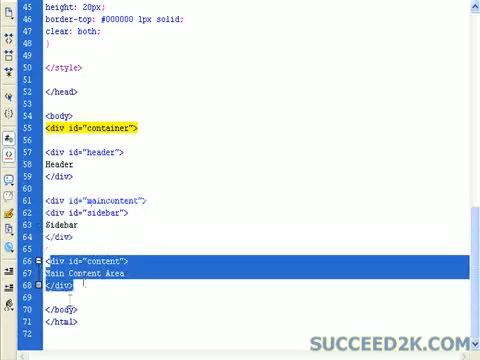 45 height: 20px;
46 border-top: #000000 1px solid;
47 clear: both;
48 }
49
50 </style>
51
52 </head>
53
54 <body>
55 <div id="container">
56
57 <div id="header">
58 Header
59 </div>
60
61 <div id="maincontent">
62 <div id="sidebar">
63 Sidebar
64 </div>
65
66 <div id="content">
67 Main Content Area
68 </div>
69
70 </body>
71 </html>
72
SUCCEED2K.COM